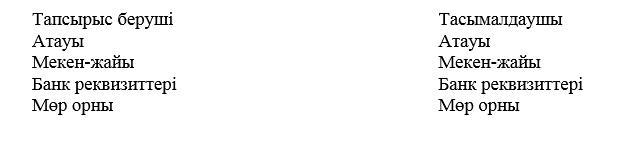 Тапсырыс беруші Тасымалдаушы
Атауы Атауы
Мекен-жайы Мекен-жайы
Банк реквизиттері Банк реквизиттері
Мөр орны Мөр орны